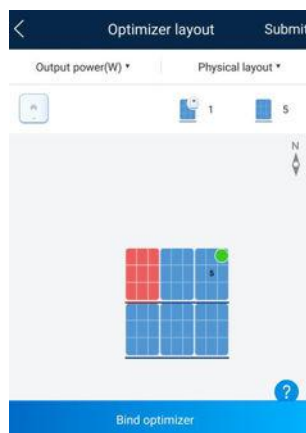 Optimizer layout
Submit
Output power(W)
Physical layout
1
5
N
5
?
Bind optimizer